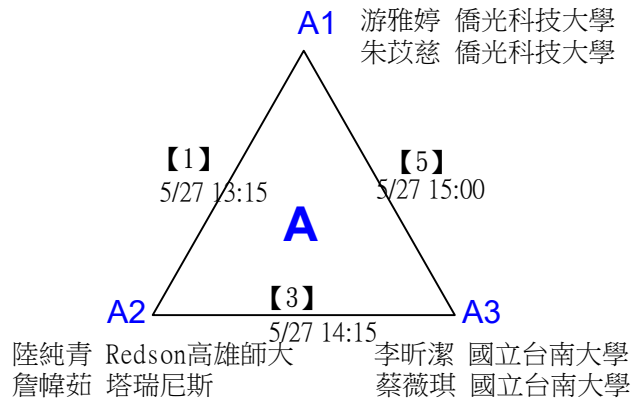 A1 游雅婷 僑光科技大學
朱苡慈 僑光科技大學
【1】
5/27 13:15
【5】
5/27 15:00
A
【3】
5/27 14:15
A2
陸純青 Redson高雄師大
詹幃茹 塔瑞尼斯
A3
李昕潔 國立台南大學
蔡薇琪 國立台南大學